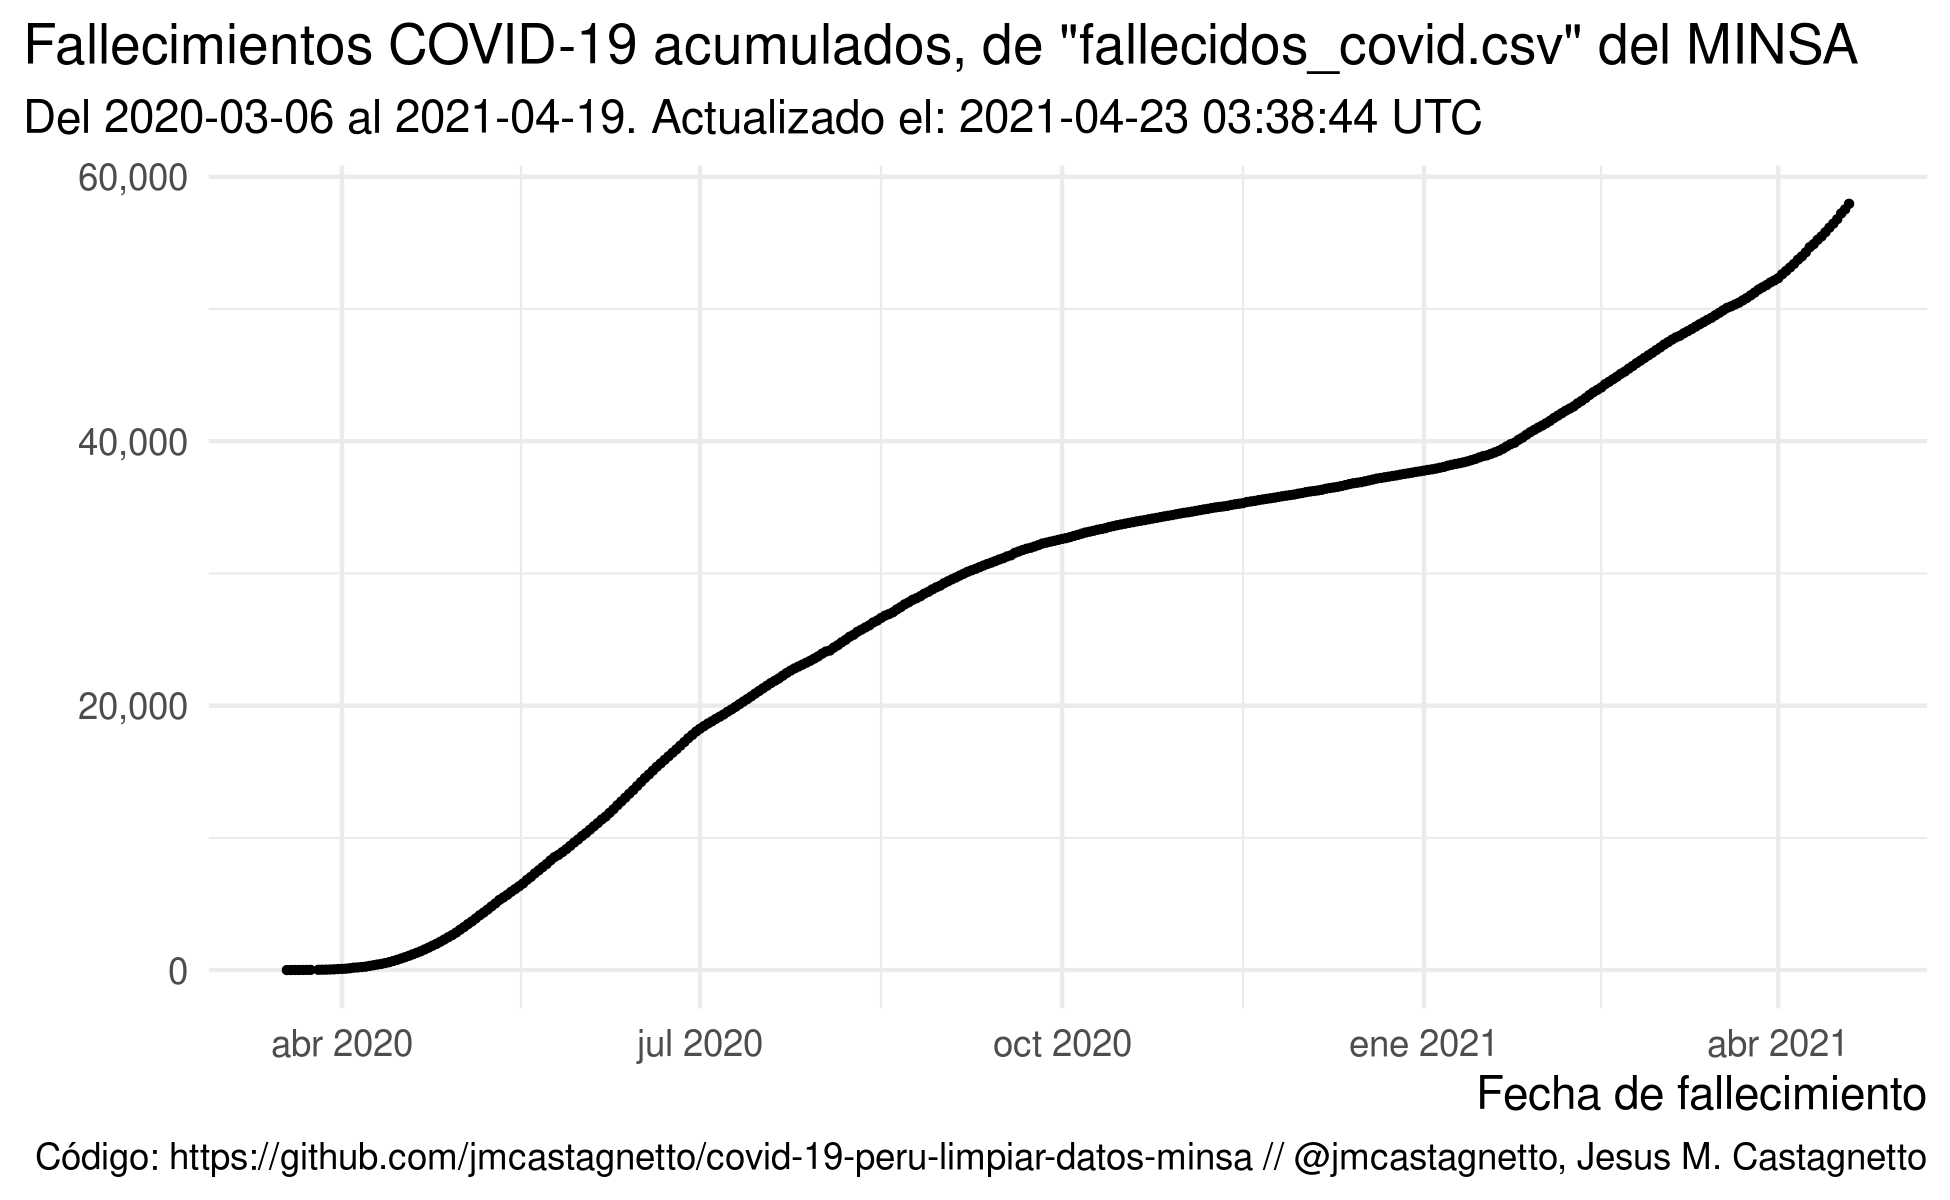 Fallecimientos COVID-19 acumulados, de "fallecidos_covid.csv" del MINSA
Del 2020-03-06 al 2021-04-19. Actualizado el: 2021-04-23 03:38:44 UTC
60,000
40,000
20,000
0
abr 2020
jul 2020
oct 2020
ene 2021
abr 2021
Fecha de fallecimiento
Código: https://github.com/jmcastagnetto/covid-19-peru-limpiar-datos-minsa // @jmcastagnetto, Jesus M. Castagnetto